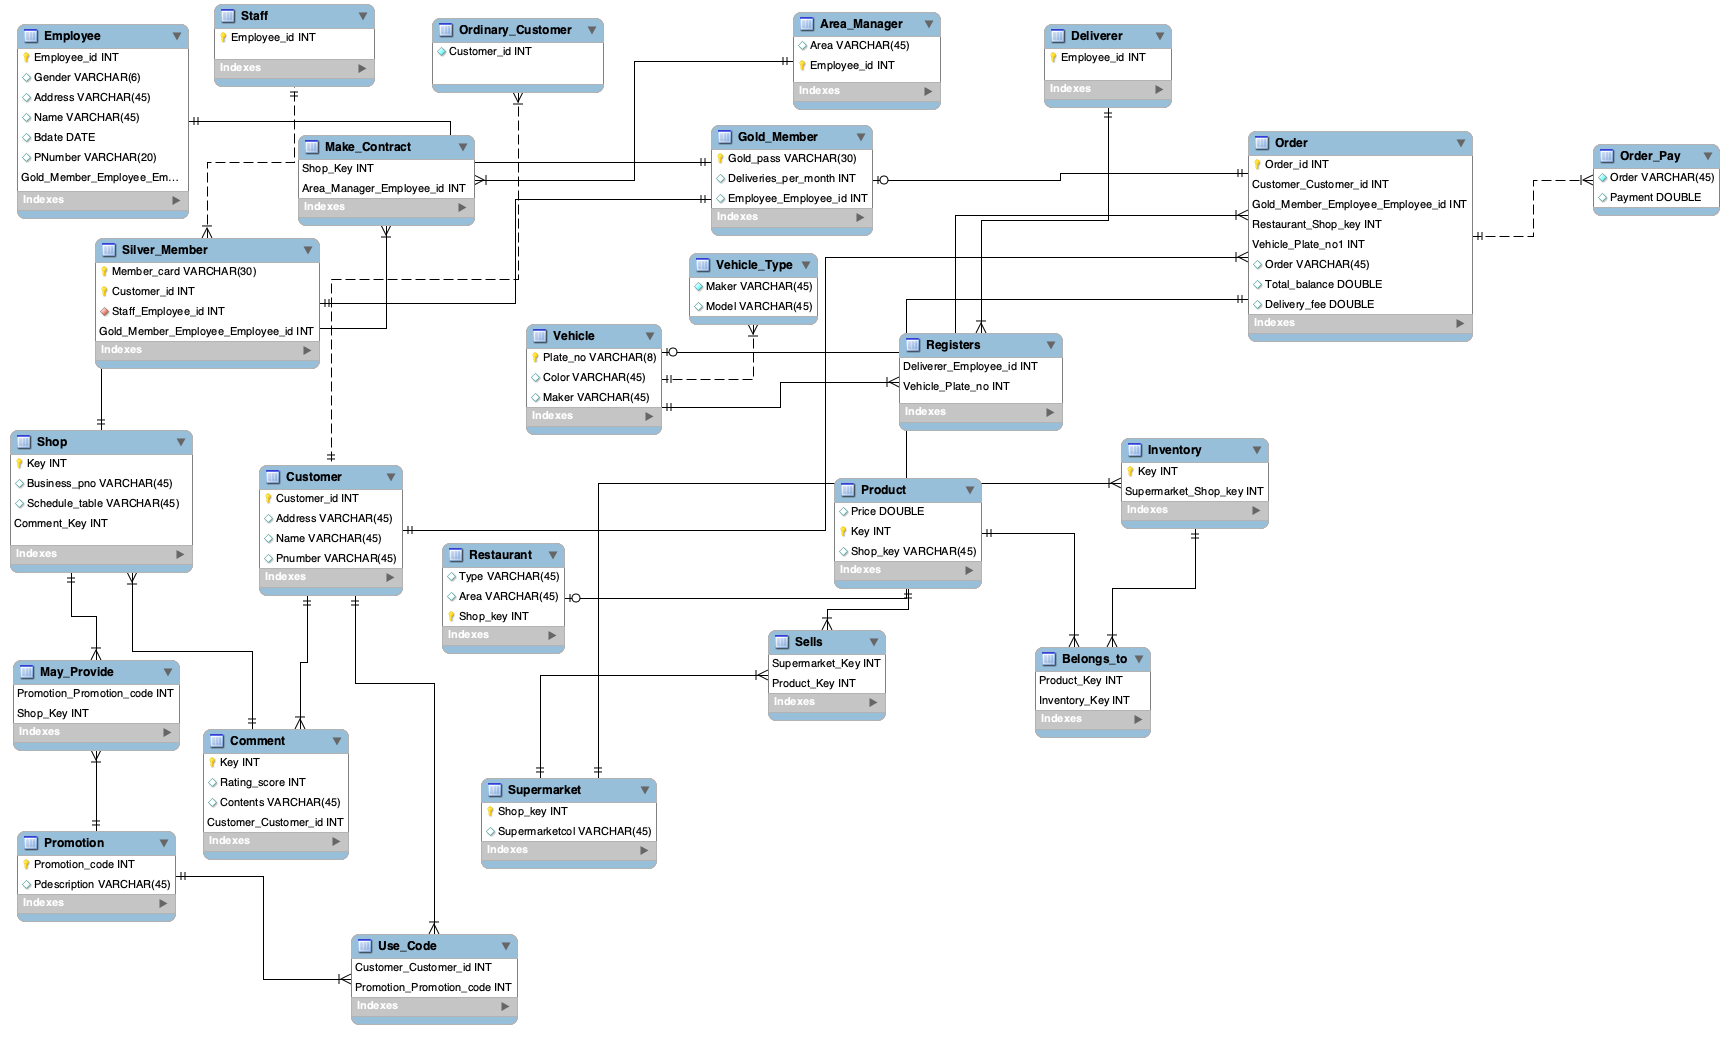 Employee
Employee_id INT
Gender VARCHAR(6)
Address VARCHAR(45)
Name VARCHAR(45)
Bdate DATE
PNumber VARCHAR(20)
Gold_Member_Employee_Em...
Indexes
Staff
Employee_id INT
Indexes
Ordinary_Customer
Customer_id INT
Area_Manager
Area VARCHAR(45)
Employee_id INT
Indexes
Deliverer
Employee_id INT
Indexes
Make_Contract
Shop_Key INT
Area_Manager_Employee_id INT
Indexes
Gold_Member
Gold_pass VARCHAR(30)
Deliveries_per_month INT
Employee_Employee_id INT
Indexes
Order
Order_id INT
Customer_Customer_id INT
Gold_Member_Employee_Employee_id INT
Restaurant_Shop_key INT
Vehicle_Plate_no1 INT
Order VARCHAR(45)
Total_balance DOUBLE
Delivery_fee DOUBLE
Indexes
Order_Pay
Order VARCHAR(45)
Payment DOUBLE
Silver_Member
Member_card VARCHAR(30)
Customer_id INT
Staff_Employee_id INT
Gold_Member_Employee_Employee_id INT
Indexes
Vehicle_Type
Maker VARCHAR(45)
Model VARCHAR(45)
Vehicle
Plate_no VARCHAR(8)
Color VARCHAR(45)
Maker VARCHAR(45)
Indexes
Registers
Deliverer_Employee_id INT
Vehicle_Plate_no INT
Indexes
Shop
Key INT
Business_pno VARCHAR(45)
Schedule_table VARCHAR(45)
Comment_Key INT
Indexes
Customer
Customer_id INT
Address VARCHAR(45)
Name VARCHAR(45)
Pnumber VARCHAR(45)
Indexes
Product
Price DOUBLE
Key INT
Shop_key VARCHAR(45)
Indexes
Inventory
Key INT
Supermarket_Shop_key INT
Indexes
Restaurant
Type VARCHAR(45)
Area VARCHAR(45)
Shop_key INT
Indexes
Sells
Supermarket_Key INT
Product_Key INT
Indexes
Belongs_to
Product_Key INT
Inventory_Key INT
Indexes
May_Provide
Promotion_Promotion_code INT
Shop_Key INT
Indexes
Comment
Key INT
Rating_score INT
Contents VARCHAR(45)
Customer_Customer_id INT
Indexes
Supermarket
Shop_key INT
Supermarketcol VARCHAR(45)
Indexes
Promotion
Promotion_code INT
Pdescription VARCHAR(45)
Indexes
Use_Code
Customer_Customer_id INT
Promotion_Promotion_code INT
Indexes